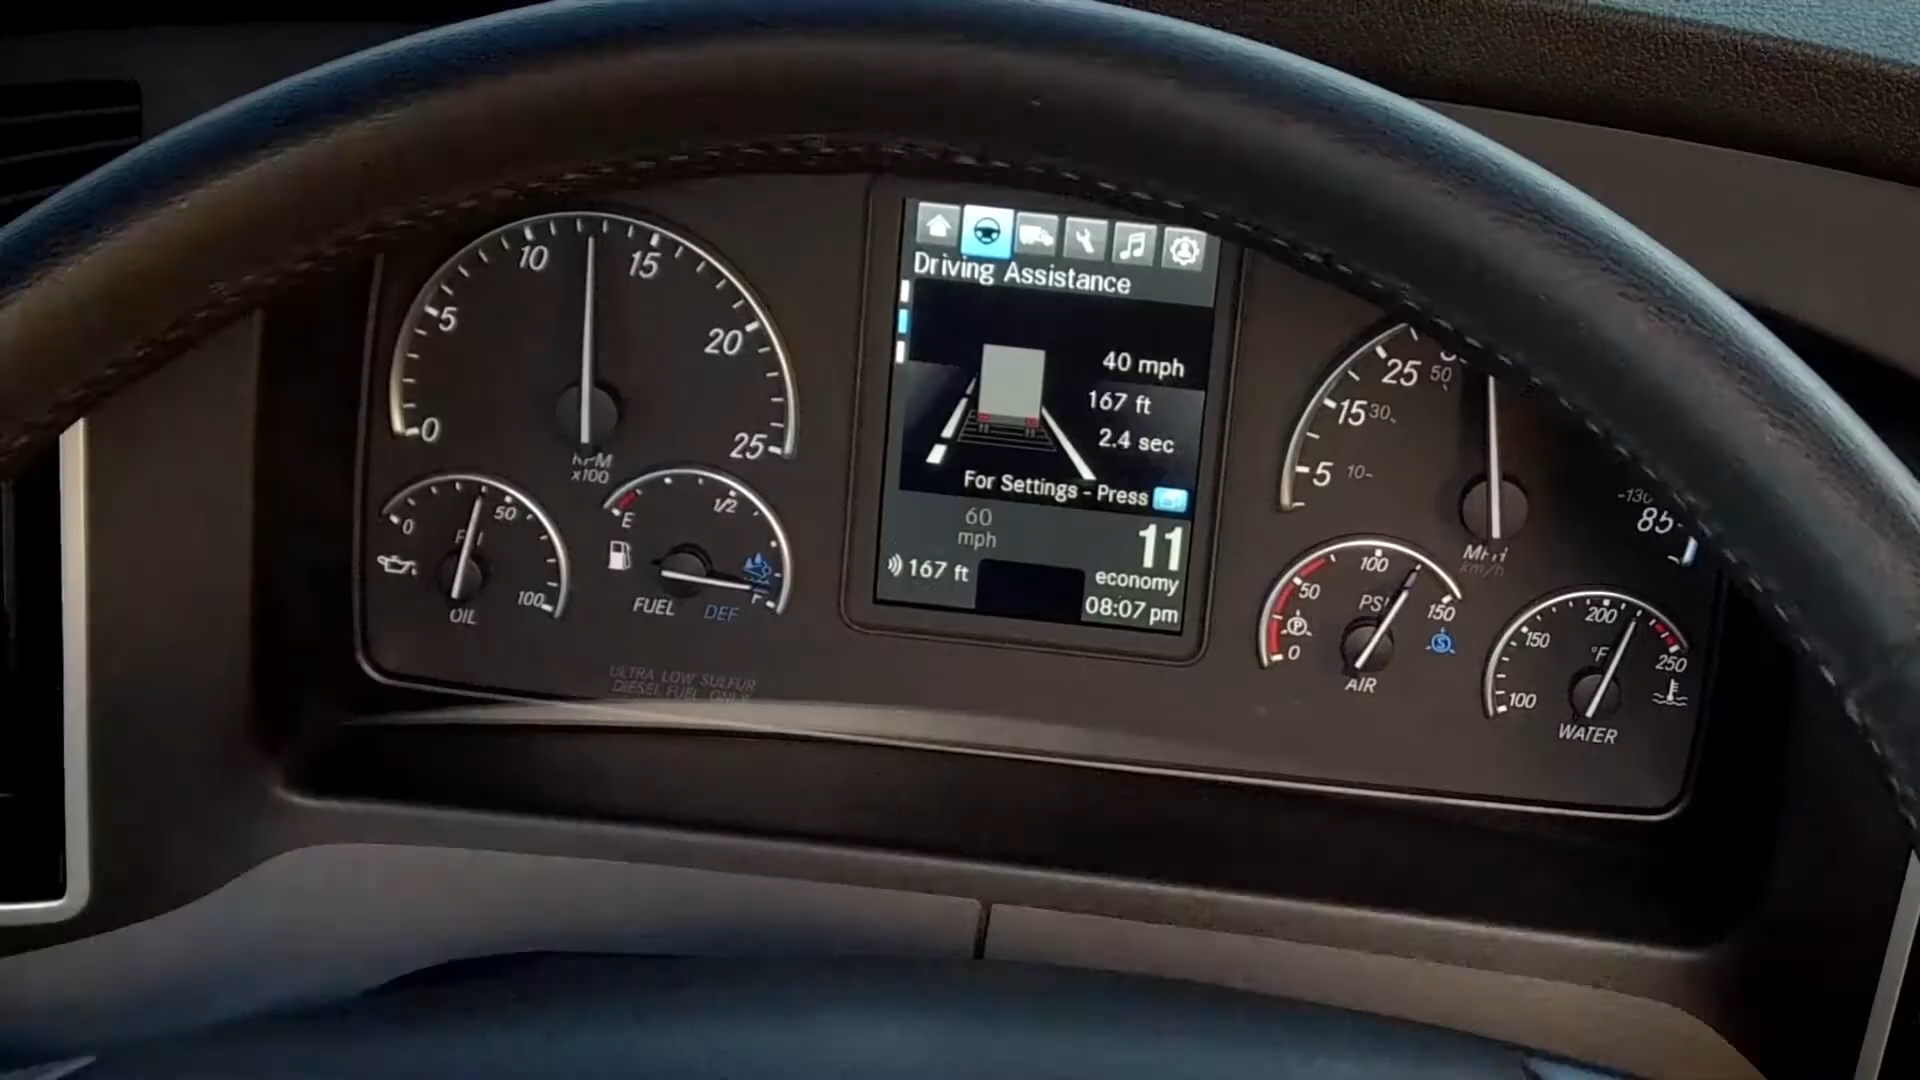 0
5
10
15
20
25
RPM
x100
0
50
100
OIL
E
1/2
F
FUEL
DEF
ULTRA LOW SULFUR
DIESEL FUEL ONLY
Driving Assistance
40 mph
167 ft
2.4 sec
For Settings - Press
60
mph
11
economy
167 ft
08:07 pm
5
10
15
30
25
50
85
MPH
km/h
0
50
100
150
PSI
P
S
AIR
100
150
200
250
°F
WATER